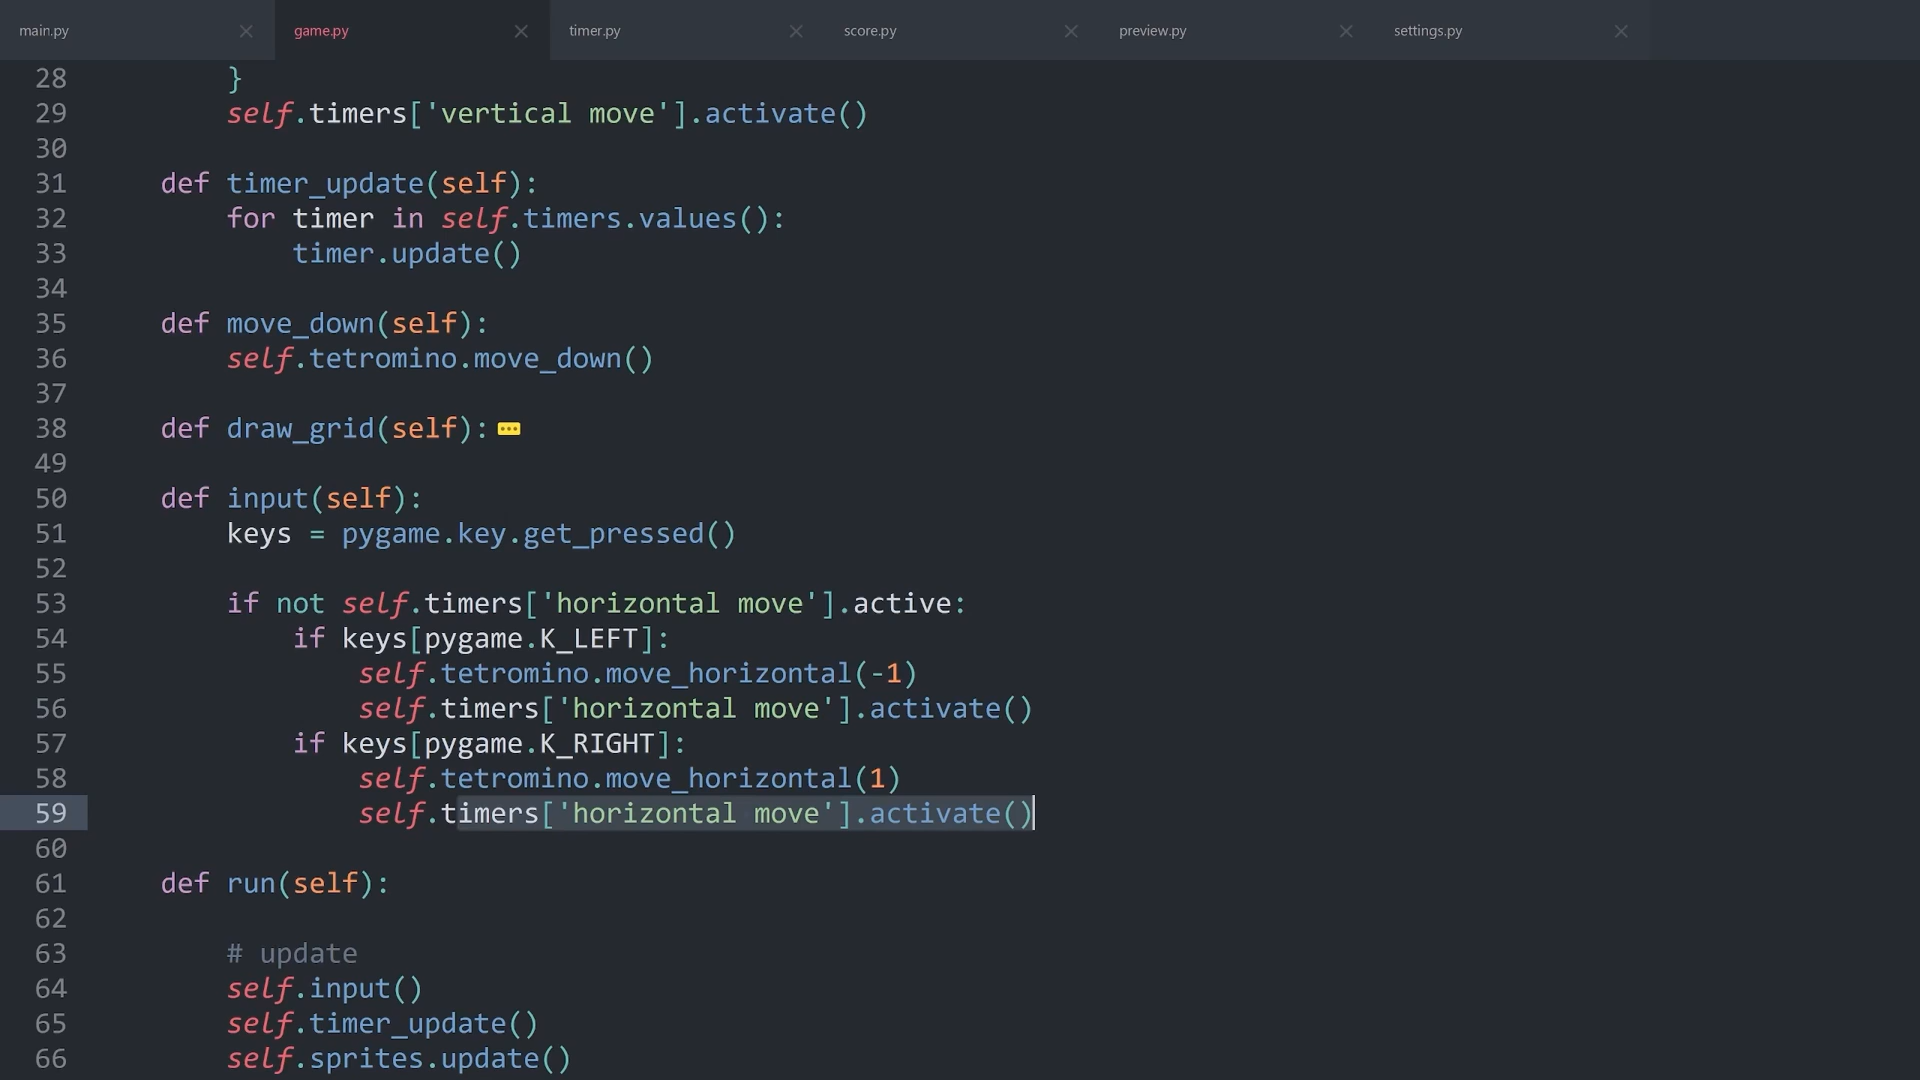 main.py × game.py × timer.py × score.py × preview.py × settings.py ×
28 }
29 self.timers['vertical move'].activate()
30
31 def timer_update(self):
32 for timer in self.timers.values():
33 timer.update()
34
35 def move_down(self):
36 self.tetromino.move_down()
37
38 def draw_grid(self): ...
49
50 def input(self):
51 keys = pygame.key.get_pressed()
52
53 if not self.timers['horizontal move'].active:
54 if keys[pygame.K_LEFT]:
55 self.tetromino.move_horizontal(-1)
56 self.timers['horizontal move'].activate()
57 if keys[pygame.K_RIGHT]:
58 self.tetromino.move_horizontal(1)
59 self.timers['horizontal move'].activate()
60
61 def run(self):
62
63 # update
64 self.input()
65 self.timer_update()
66 self.sprites.update()